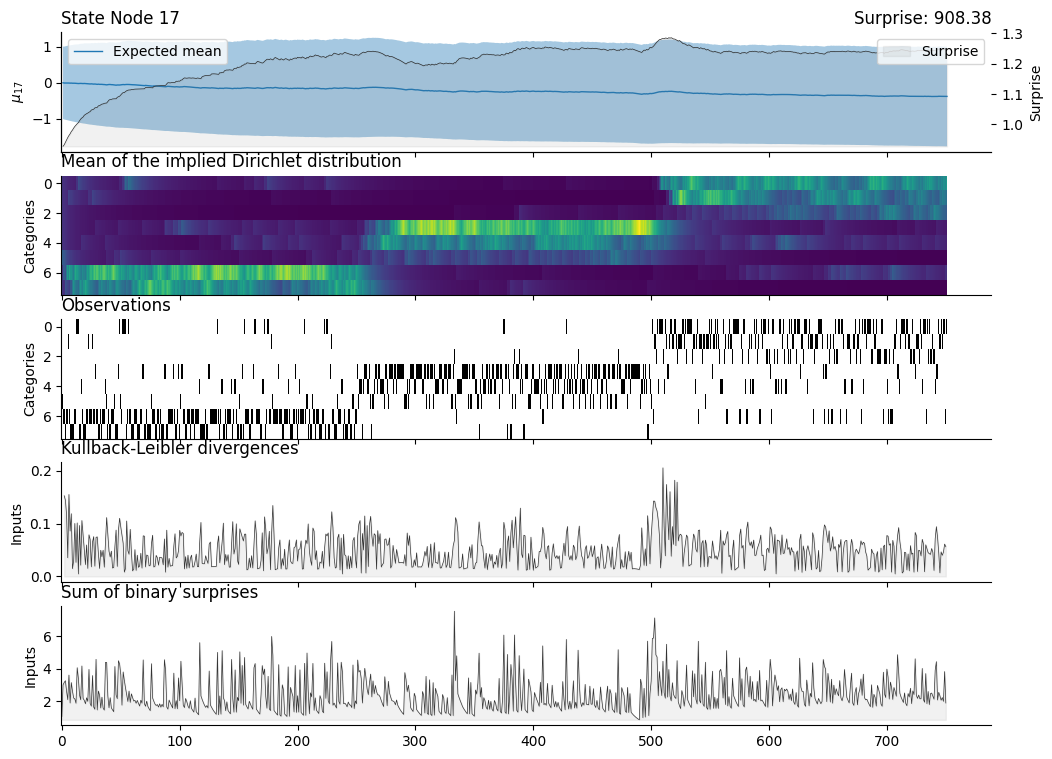 State Node 17
Surprise: 908.38
Expected mean
Surprise
1
0
−1
μ17
1.3
1.2
1.1
1.0
Surprise
Mean of the implied Dirichlet distribution
0
2
4
6
Categories
Observations
0
2
4
6
Categories
Kullback-Leibler divergences
0.2
0.1
0.0
Inputs
Sum of binary surprises
6
4
2
Inputs
0 100 200 300 400 500 600 700